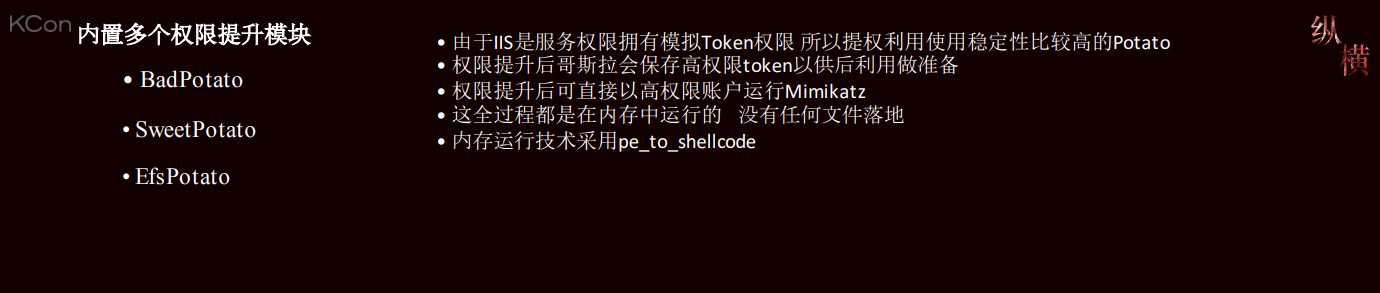 KCon
内置多个权限提升模块
• BadPotato
• SweetPotato
• EfsPotato
• 由于IIS是服务权限拥有模拟Token权限 所以提权利用使用稳定性比较高的Potato
• 权限提升后哥斯拉会保存高权限token以供后利用做准备
• 权限提升后可直接以高权限账户运行Mimikatz
• 这全过程都是在内存中运行的 没有任何文件落地
• 内存运行技术采用pe_to_shellcode
纵横